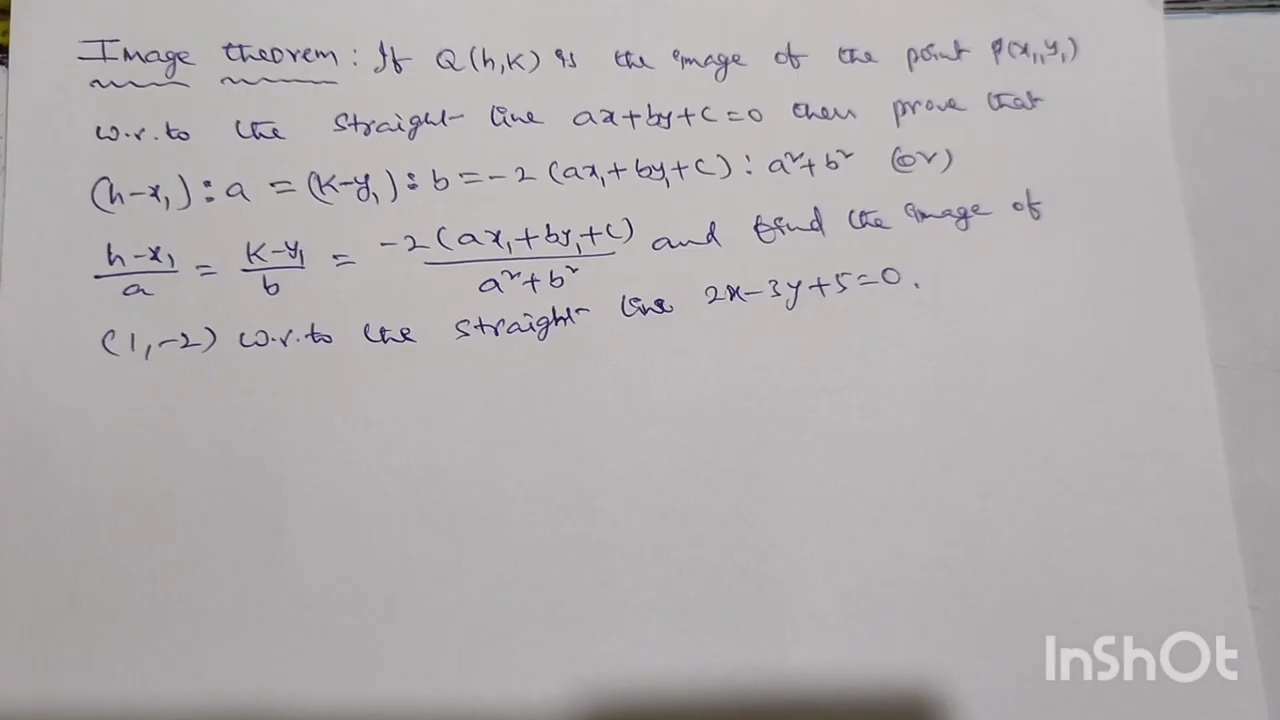 Image theorem : If Q(h,k) is the image of the point P(x₁,y₁)
w.r.to the straight line ax+by+c=0 then prove that
(h-x₁) : a = (k-y₁) : b = -2 (ax₁+by₁+c) : a²+b² (or)
(h-x₁)/a = (k-y₁)/b = -2(ax₁+by₁+c)/(a²+b²) and find the image of
(1,-2) w.r.to the straight line 2x-3y+5=0.
InShOt